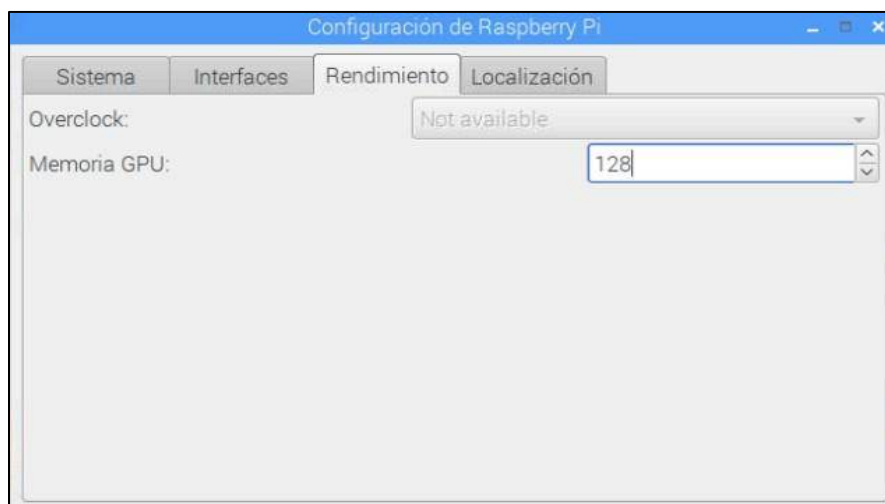 Configuración de Raspberry Pi
Sistema Interfaces Rendimiento Localización
Overclock: Not available
Memoria GPU: 128